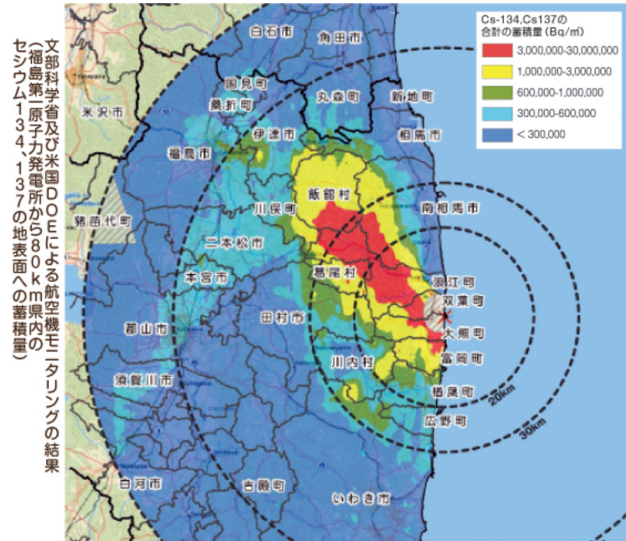 文部科学省及び米国DOEによる航空機モニタリングの結果
（福島第一原子力発電所から80km県内の
セシウム134、137の地表面への蓄積量）
Cs-134,Cs137の
合計の蓄積量（Bq/㎡）
3,000,000-30,000,000
1,000,000-3,000,000
600,000-1,000,000
300,000-600,000
< 300,000
白石市
角田市
国見町
丸森町
新地町
桑折町
米沢市
伊達市
相馬市
福島市
飯館村
川俣町
南相馬市
猪苗代町
二本松市
葛尾村
本宮市
浪江町
双葉町
田村市
大熊町
郡山市
川内村
富岡町
須賀川市
楢葉町
20km
広野町
30km
白河市
古殿町
いわき市